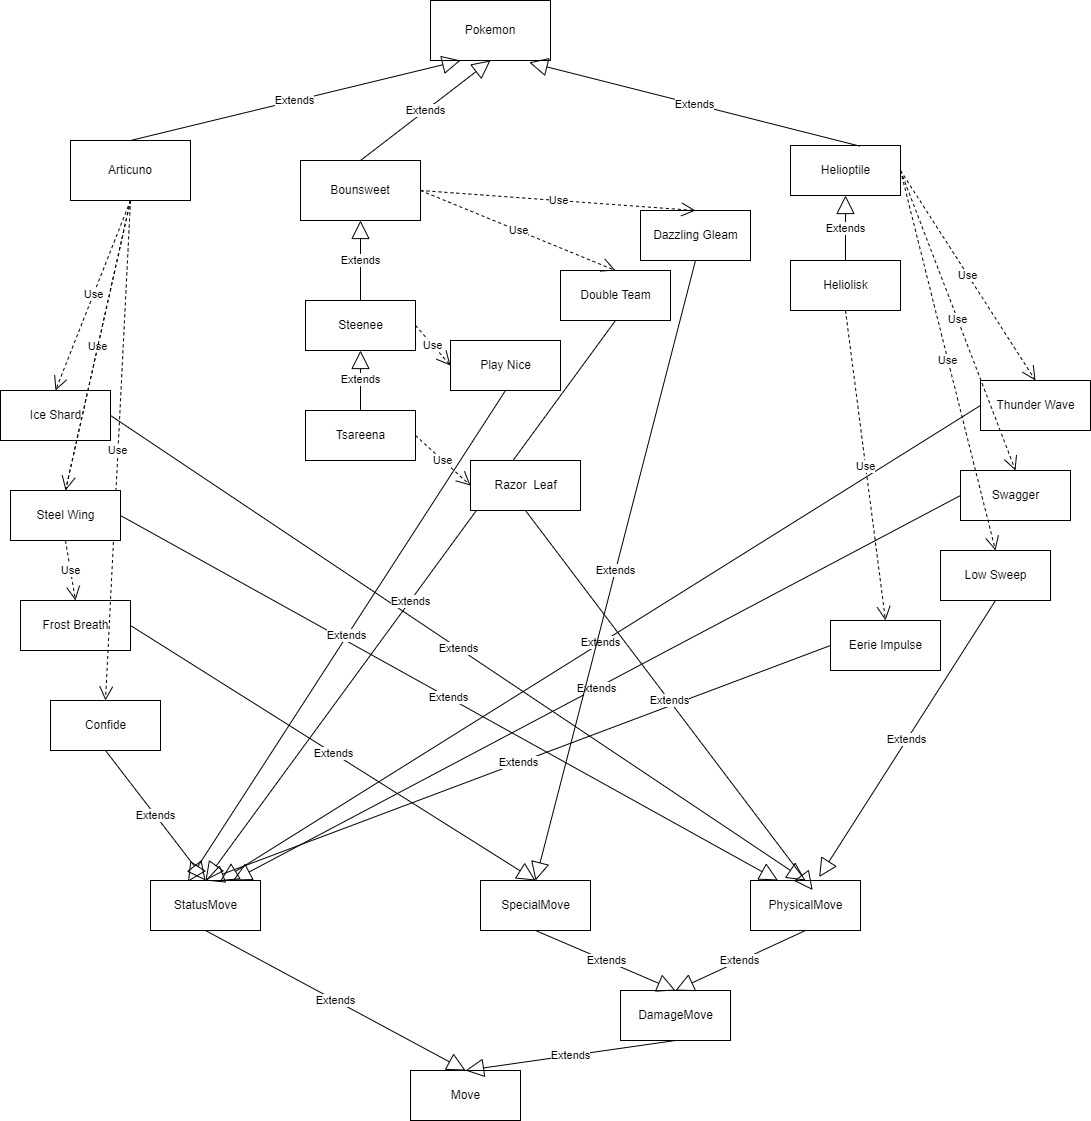 Pokemon
Extends
Extends
Extends
Articuno
Bounsweet
Helioptile
Use
Use
Extends
Dazzling Gleam
Extends
Use
Use
Double Team
Heliolisk
Steenee
Use
Use
Use
Use
Play Nice
Extends
Thunder Wave
Ice Shard
Tsareena
Use
Use
Use
Razor  Leaf
Swagger
Steel Wing
Use
Extends
Low Sweep
Extends
Frost Breath
Extends
Extends
Extends
Eerie Impulse
Extends
Extends
Extends
Confide
Extends
Extends
Extends
Extends
StatusMove
SpecialMove
PhysicalMove
Extends
Extends
Extends
DamageMove
Extends
Move